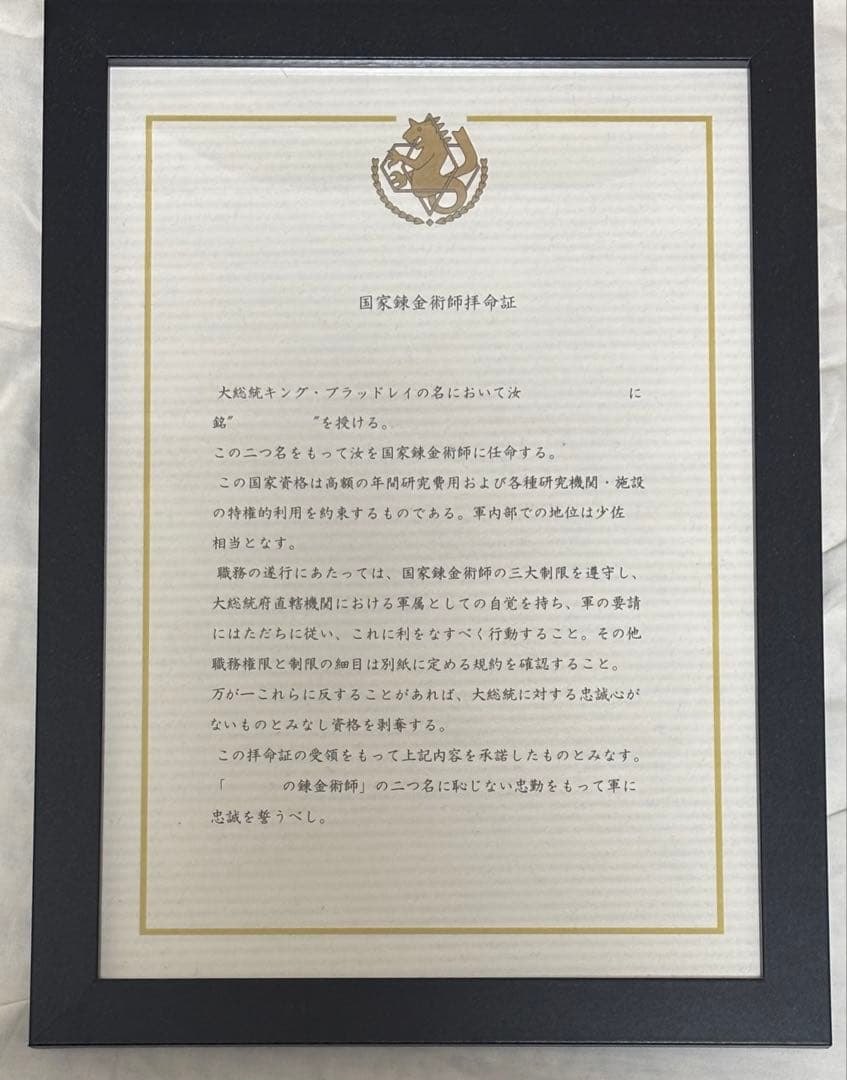 国家錬金術師拝命証
大総統キング・ブラッドレイの名において汝　　　　　　に
銘"　　　　"を授ける。
この二つ名をもって汝を国家錬金術師に任命する。
この国家資格は高額の年間研究費用および各種研究機関・施設
の特権的利用を約束するものである。軍内部での地位は少佐
相当となす。
職務の遂行にあたっては、国家錬金術師の三大制限を遵守し、
大総統府直轄機関における軍属としての自覚を持ち、軍の要請
にはただちに従い、これに利をなすべく行動すること。その他
職務権限と制限の細目は別紙に定める規約を確認すること。
万が一これらに反することがあれば、大総統に対する忠誠心が
ないものとみなし資格を剥奪する。
この拝命証の受領をもって上記内容を承諾したものとみなす。
「　　　の錬金術師」の二つ名に恥じない忠勤をもって軍に
忠誠を誓うべし。